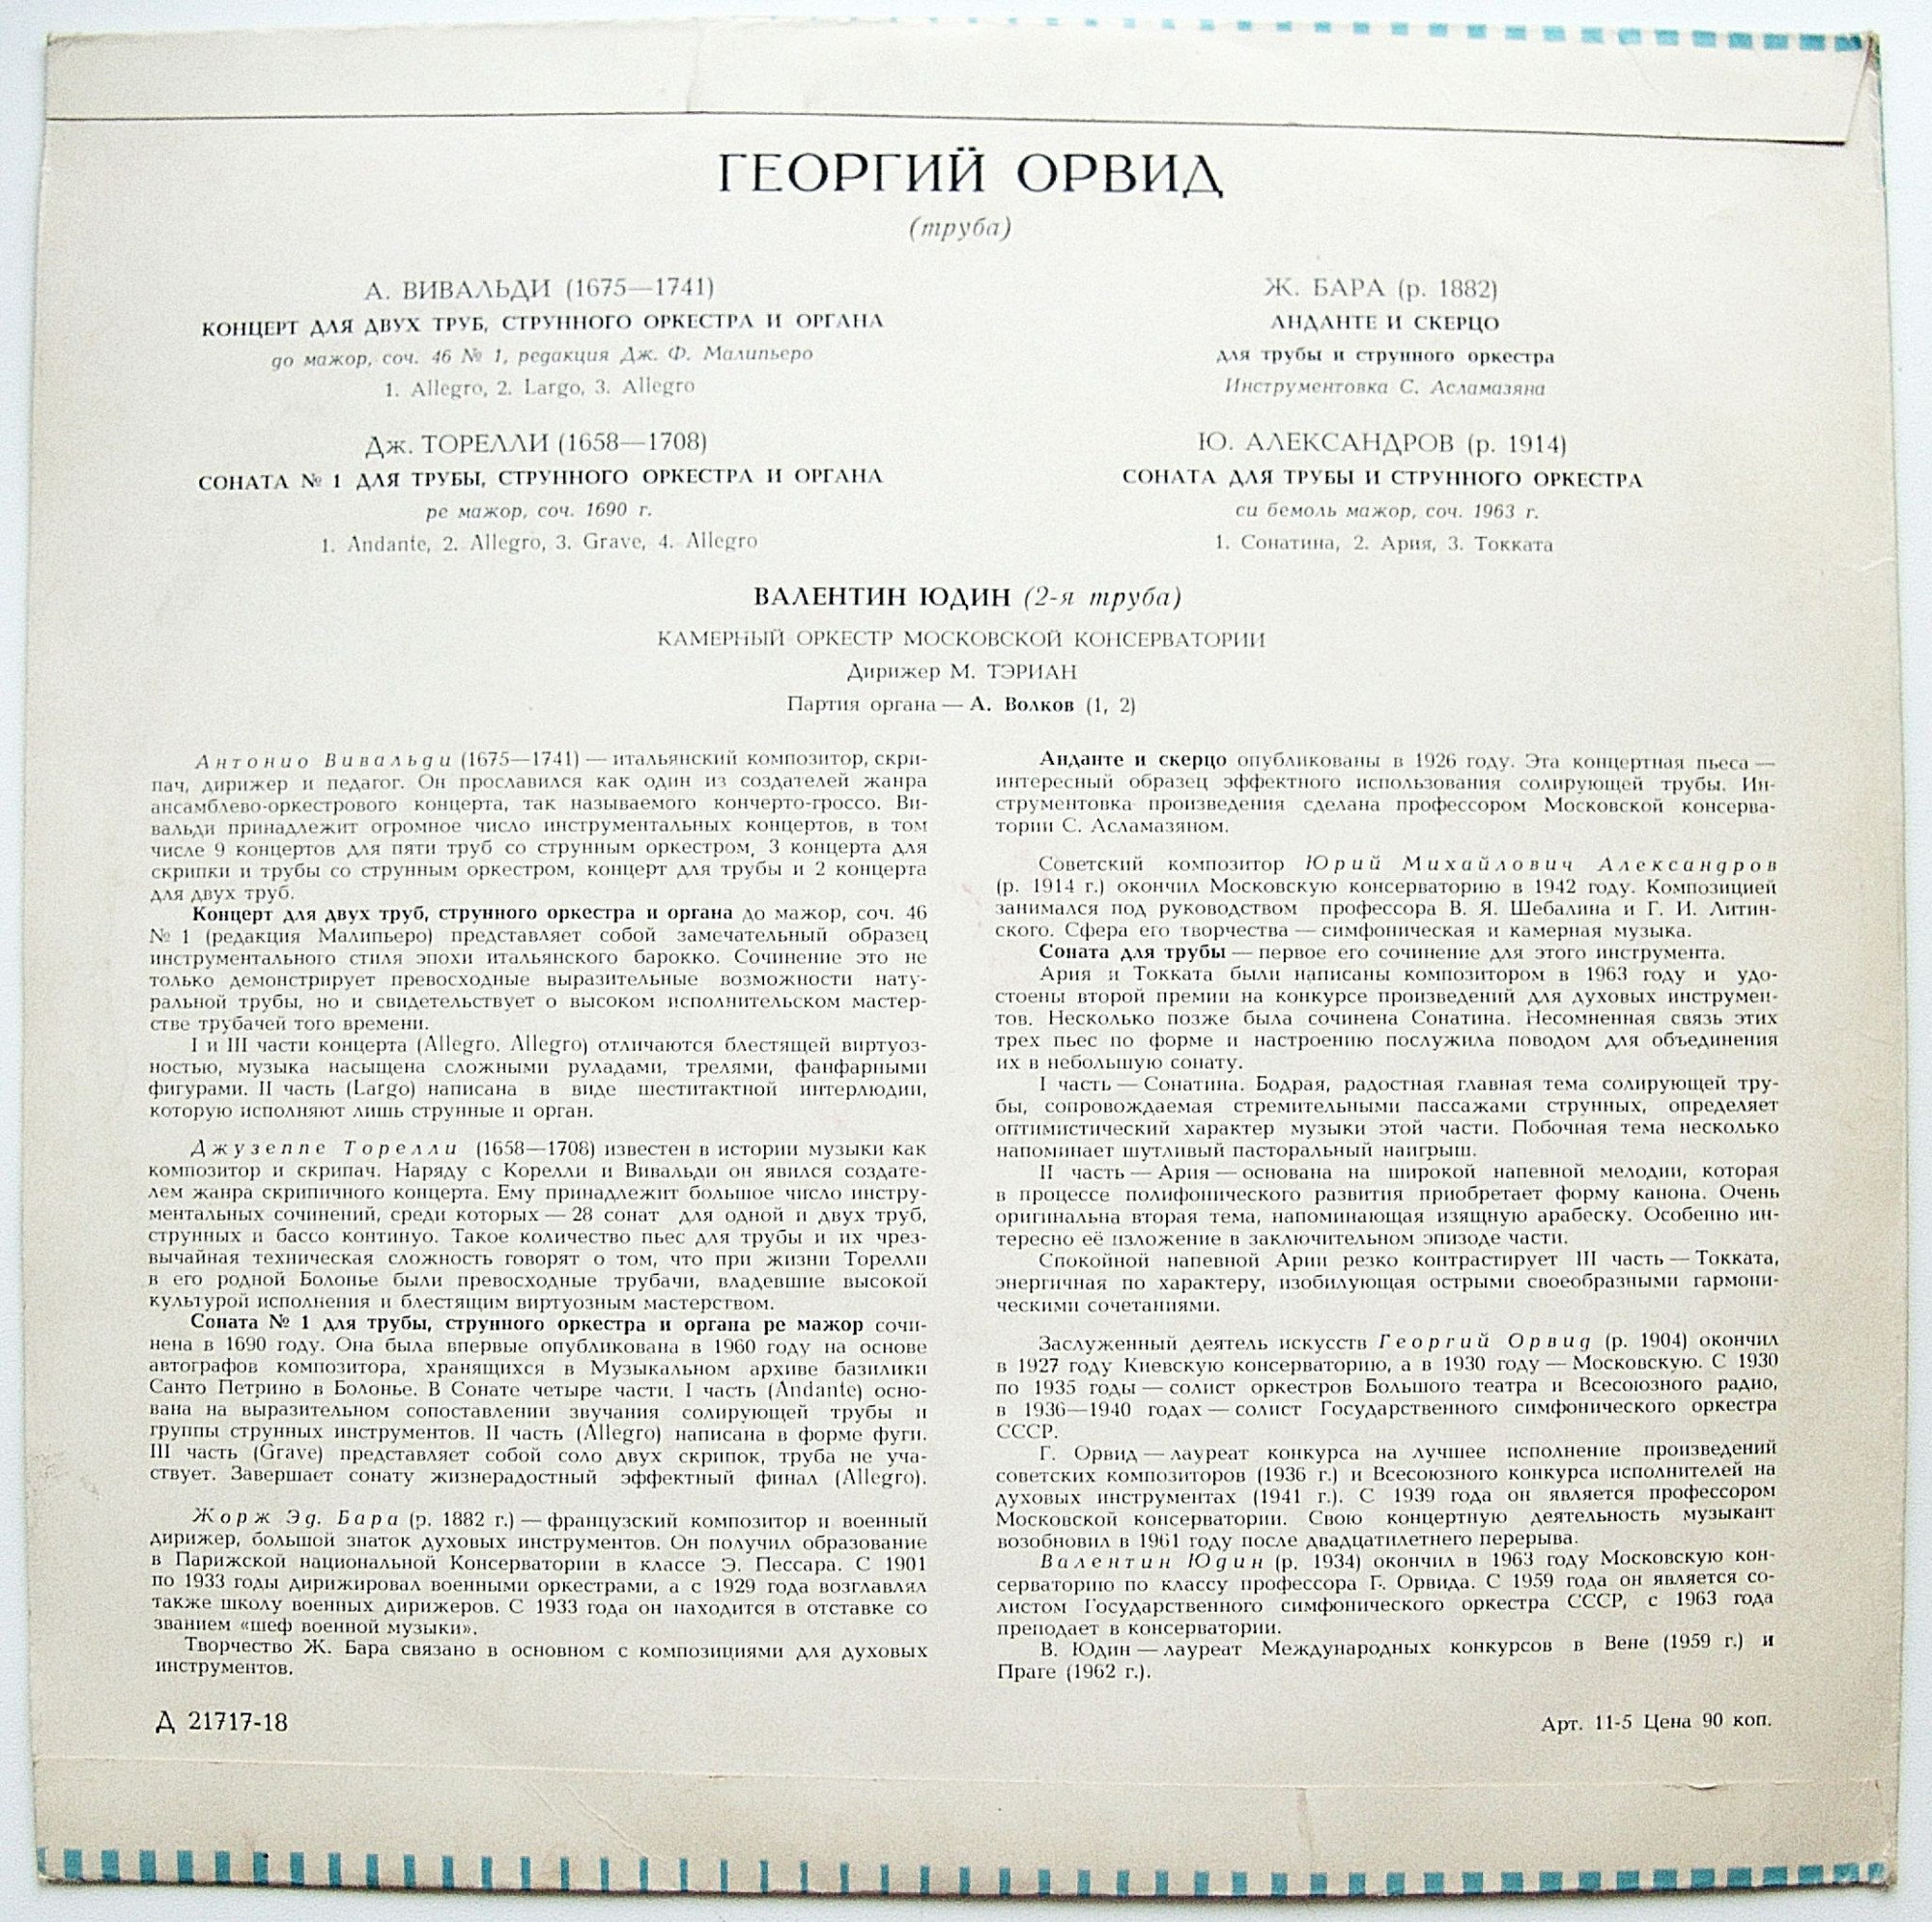 ГЕОРГИЙ ОРВИД
(труба)
А. ВИВАЛЬДИ (1675—1741)
КОНЦЕРТ ДЛЯ ДВУХ ТРУБ, СТРУННОГО ОРКЕСТРА И ОРГАНА
до мажор, соч. 46 № 1, редакция Дж. Ф. Малипьеро
1. Allegro, 2. Largo, 3. Allegro
Дж. ТОРЕЛЛИ (1658—1708)
СОНАТА № 1 ДЛЯ ТРУБЫ, СТРУННОГО ОРКЕСТРА И ОРГАНА
ре мажор, соч. 1690 г.
1. Andante, 2. Allegro, 3. Grave, 4. Allegro
Ж. БАРА (р. 1882)
АНДАНТЕ И СКЕРЦО
для трубы и струнного оркестра
Инструментовка С. Асламазяна
Ю. АЛЕКСАНДРОВ (р. 1914)
СОНАТА ДЛЯ ТРУБЫ И СТРУННОГО ОРКЕСТРА
си бемоль мажор, соч. 1963 г.
1. Сонатина, 2. Ария, 3. Токката
ВАЛЕНТИН ЮДИН (2-я труба)
КАМЕРНЫЙ ОРКЕСТР МОСКОВСКОЙ КОНСЕРВАТОРИИ
Дирижер М. ТЭРИАН
Партия органа — А. Волков (1, 2)
Антонио Вивальди (1675—1741) — итальянский композитор, скри-
пач, дирижер и педагог. Он прославился как один из создателей жанра
ансамблево-оркестрового концерта, так называемого кончерто-гроссо. Ви-
вальди принадлежит огромное число инструментальных концертов, в том
числе 9 концертов для пяти труб со струнным оркестром, 3 концерта для
скрипки и трубы со струнным оркестром, концерт для трубы и 2 концерта
для двух труб.
Концерт для двух труб, струнного оркестра и органа до мажор, соч. 46
№ 1 (редакция Малипьеро) представляет собой замечательный образец
инструментального стиля эпохи итальянского барокко. Сочинение это не
только демонстрирует превосходные выразительные возможности нату-
ральной трубы, но и свидетельствует о высоком исполнительском мастер-
стве трубачей того времени.
I и III части концерта (Allegro, Allegro) отличаются блестящей виртуоз-
ностью, музыка насыщена сложными руладами, трелями, фанфарными
фигурами. II часть (Largo) написана в виде шеститактной интерлюдии,
которую исполняют лишь струнные и орган.
Джузеппе Торелли (1658—1708) известен в истории музыки как
композитор и скрипач. Наряду с Корелли и Вивальди он явился создате-
лем жанра скрипичного концерта. Ему принадлежит большое число инстру-
ментальных сочинений, среди которых — 28 сонат для одной и двух труб,
струнных и бассо континуо. Такое количество пьес для трубы и их чрез-
вычайная техническая сложность говорят о том, что при жизни Торелли
в его родной Болонье были превосходные трубачи, владевшие высокой
культурой исполнения и блестящим виртуозным мастерством.
Соната № 1 для трубы, струнного оркестра и органа ре мажор сочи-
нена в 1690 году. Она была впервые опубликована в 1960 году на основе
автографов композитора, хранящихся в Музыкальном архиве базилики
Санто Петрино в Болонье. В Сонате четыре части. I часть (Andante) осно-
вана на выразительном сопоставлении звучания солирующей трубы и
группы струнных инструментов. II часть (Allegro) написана в форме фуги.
III часть (Grave) представляет собой соло двух скрипок, труба не уча-
ствует. Завершает сонату жизнерадостный эффектный финал (Allegro).
Жорж Эд. Бара (р. 1882 г.) — французский композитор и военный
дирижер, большой знаток духовых инструментов. Он получил образование
в Парижской национальной Консерватории в классе Э. Пессара. С 1901
по 1933 годы дирижировал военными оркестрами, а с 1929 года возглавлял
также школу военных дирижеров. С 1933 года он находится в отставке со
званием «шеф военной музыки».
Творчество Ж. Бара связано в основном с композициями для духовых
инструментов.
Анданте и скерцо опубликованы в 1926 году. Эта концертная пьеса —
интересный образец эффектного использования солирующей трубы. Ин-
струментовка произведения сделана профессором Московской консерва-
тории С. Асламазяном.
Советский композитор Юрий Михайлович Александров
(р. 1914 г.) окончил Московскую консерваторию в 1942 году. Композицией
занимался под руководством профессора В. Я. Шебалина и Г. И. Литин-
ского. Сфера его творчества — симфоническая и камерная музыка.
Соната для трубы — первое его сочинение для этого инструмента.
Ария и Токката были написаны композитором в 1963 году и удо-
стоены второй премии на конкурсе произведений для духовых инструмен-
тов. Несколько позже была сочинена Сонатина. Несомненная связь этих
трех пьес по форме и настроению послужила поводом для объединения
их в небольшую сонату.
I часть — Сонатина. Бодрая, радостная главная тема солирующей тру-
бы, сопровождаемая стремительными пассажами струнных, определяет
оптимистический характер музыки этой части. Побочная тема несколько
напоминает шутливый пасторальный наигрыш.
II часть — Ария — основана на широкой напевной мелодии, которая
в процессе полифонического развития приобретает форму канона. Очень
оригинальна вторая тема, напоминающая изящную арабеску. Особенно ин-
тересно её изложение в заключительном эпизоде части.
Спокойной напевной Арии резко контрастирует III часть — Токката,
энергичная по характеру, изобилующая острыми своеобразными гармони-
ческими сочетаниями.
Заслуженный деятель искусств Георгий Орвид (р. 1904) окончил
в 1927 году Киевскую консерваторию, а в 1930 году — Московскую. С 1930
по 1935 годы — солист оркестров Большого театра и Всесоюзного радио,
в 1936—1940 годах — солист Государственного симфонического оркестра
СССР.
Г. Орвид — лауреат конкурса на лучшее исполнение произведений
советских композиторов (1936 г.) и Всесоюзного конкурса исполнителей на
духовых инструментах (1941 г.). С 1939 года он является профессором
Московской консерватории. Свою концертную деятельность музыкант
возобновил в 1961 году после двадцатилетнего перерыва.
Валентин Юдин (р. 1934) окончил в 1963 году Московскую кон-
серваторию по классу профессора Г. Орвида. С 1959 года он является со-
листом Государственного симфонического оркестра СССР, с 1963 года
преподает в консерватории.
В. Юдин — лауреат Международных конкурсов в Вене (1959 г.) и
Праге (1962 г.).
Д 21717-18
Арт. 11-5 Цена 90 коп.